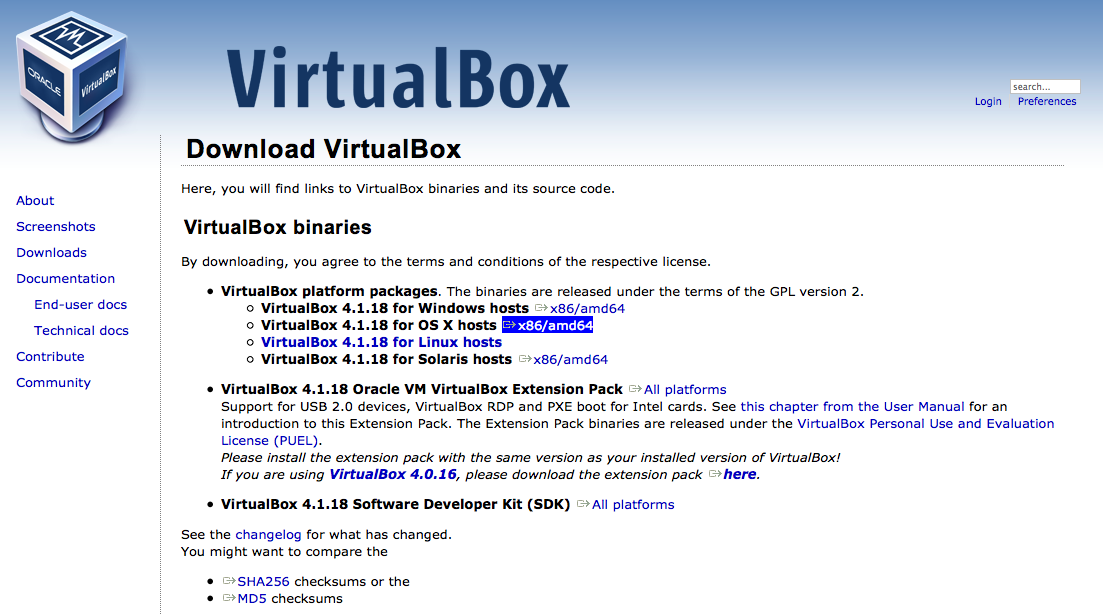 ORACLE
VirtualBox
VirtualBox
search...
Login Preferences
About
Screenshots
Downloads
Documentation
End-user docs
Technical docs
Contribute
Community
Download VirtualBox
Here, you will find links to VirtualBox binaries and its source code.
VirtualBox binaries
By downloading, you agree to the terms and conditions of the respective license.
VirtualBox platform packages. The binaries are released under the terms of the GPL version 2.
VirtualBox 4.1.18 for Windows hosts x86/amd64
VirtualBox 4.1.18 for OS X hosts x86/amd64
VirtualBox 4.1.18 for Linux hosts
VirtualBox 4.1.18 for Solaris hosts x86/amd64
VirtualBox 4.1.18 Oracle VM VirtualBox Extension Pack All platforms
Support for USB 2.0 devices, VirtualBox RDP and PXE boot for Intel cards. See this chapter from the User Manual for an
introduction to this Extension Pack. The Extension Pack binaries are released under the VirtualBox Personal Use and Evaluation
License (PUEL).
Please install the extension pack with the same version as your installed version of VirtualBox!
If you are using VirtualBox 4.0.16, please download the extension pack here.
VirtualBox 4.1.18 Software Developer Kit (SDK) All platforms
See the changelog for what has changed.
You might want to compare the
SHA256 checksums or the
MD5 checksums